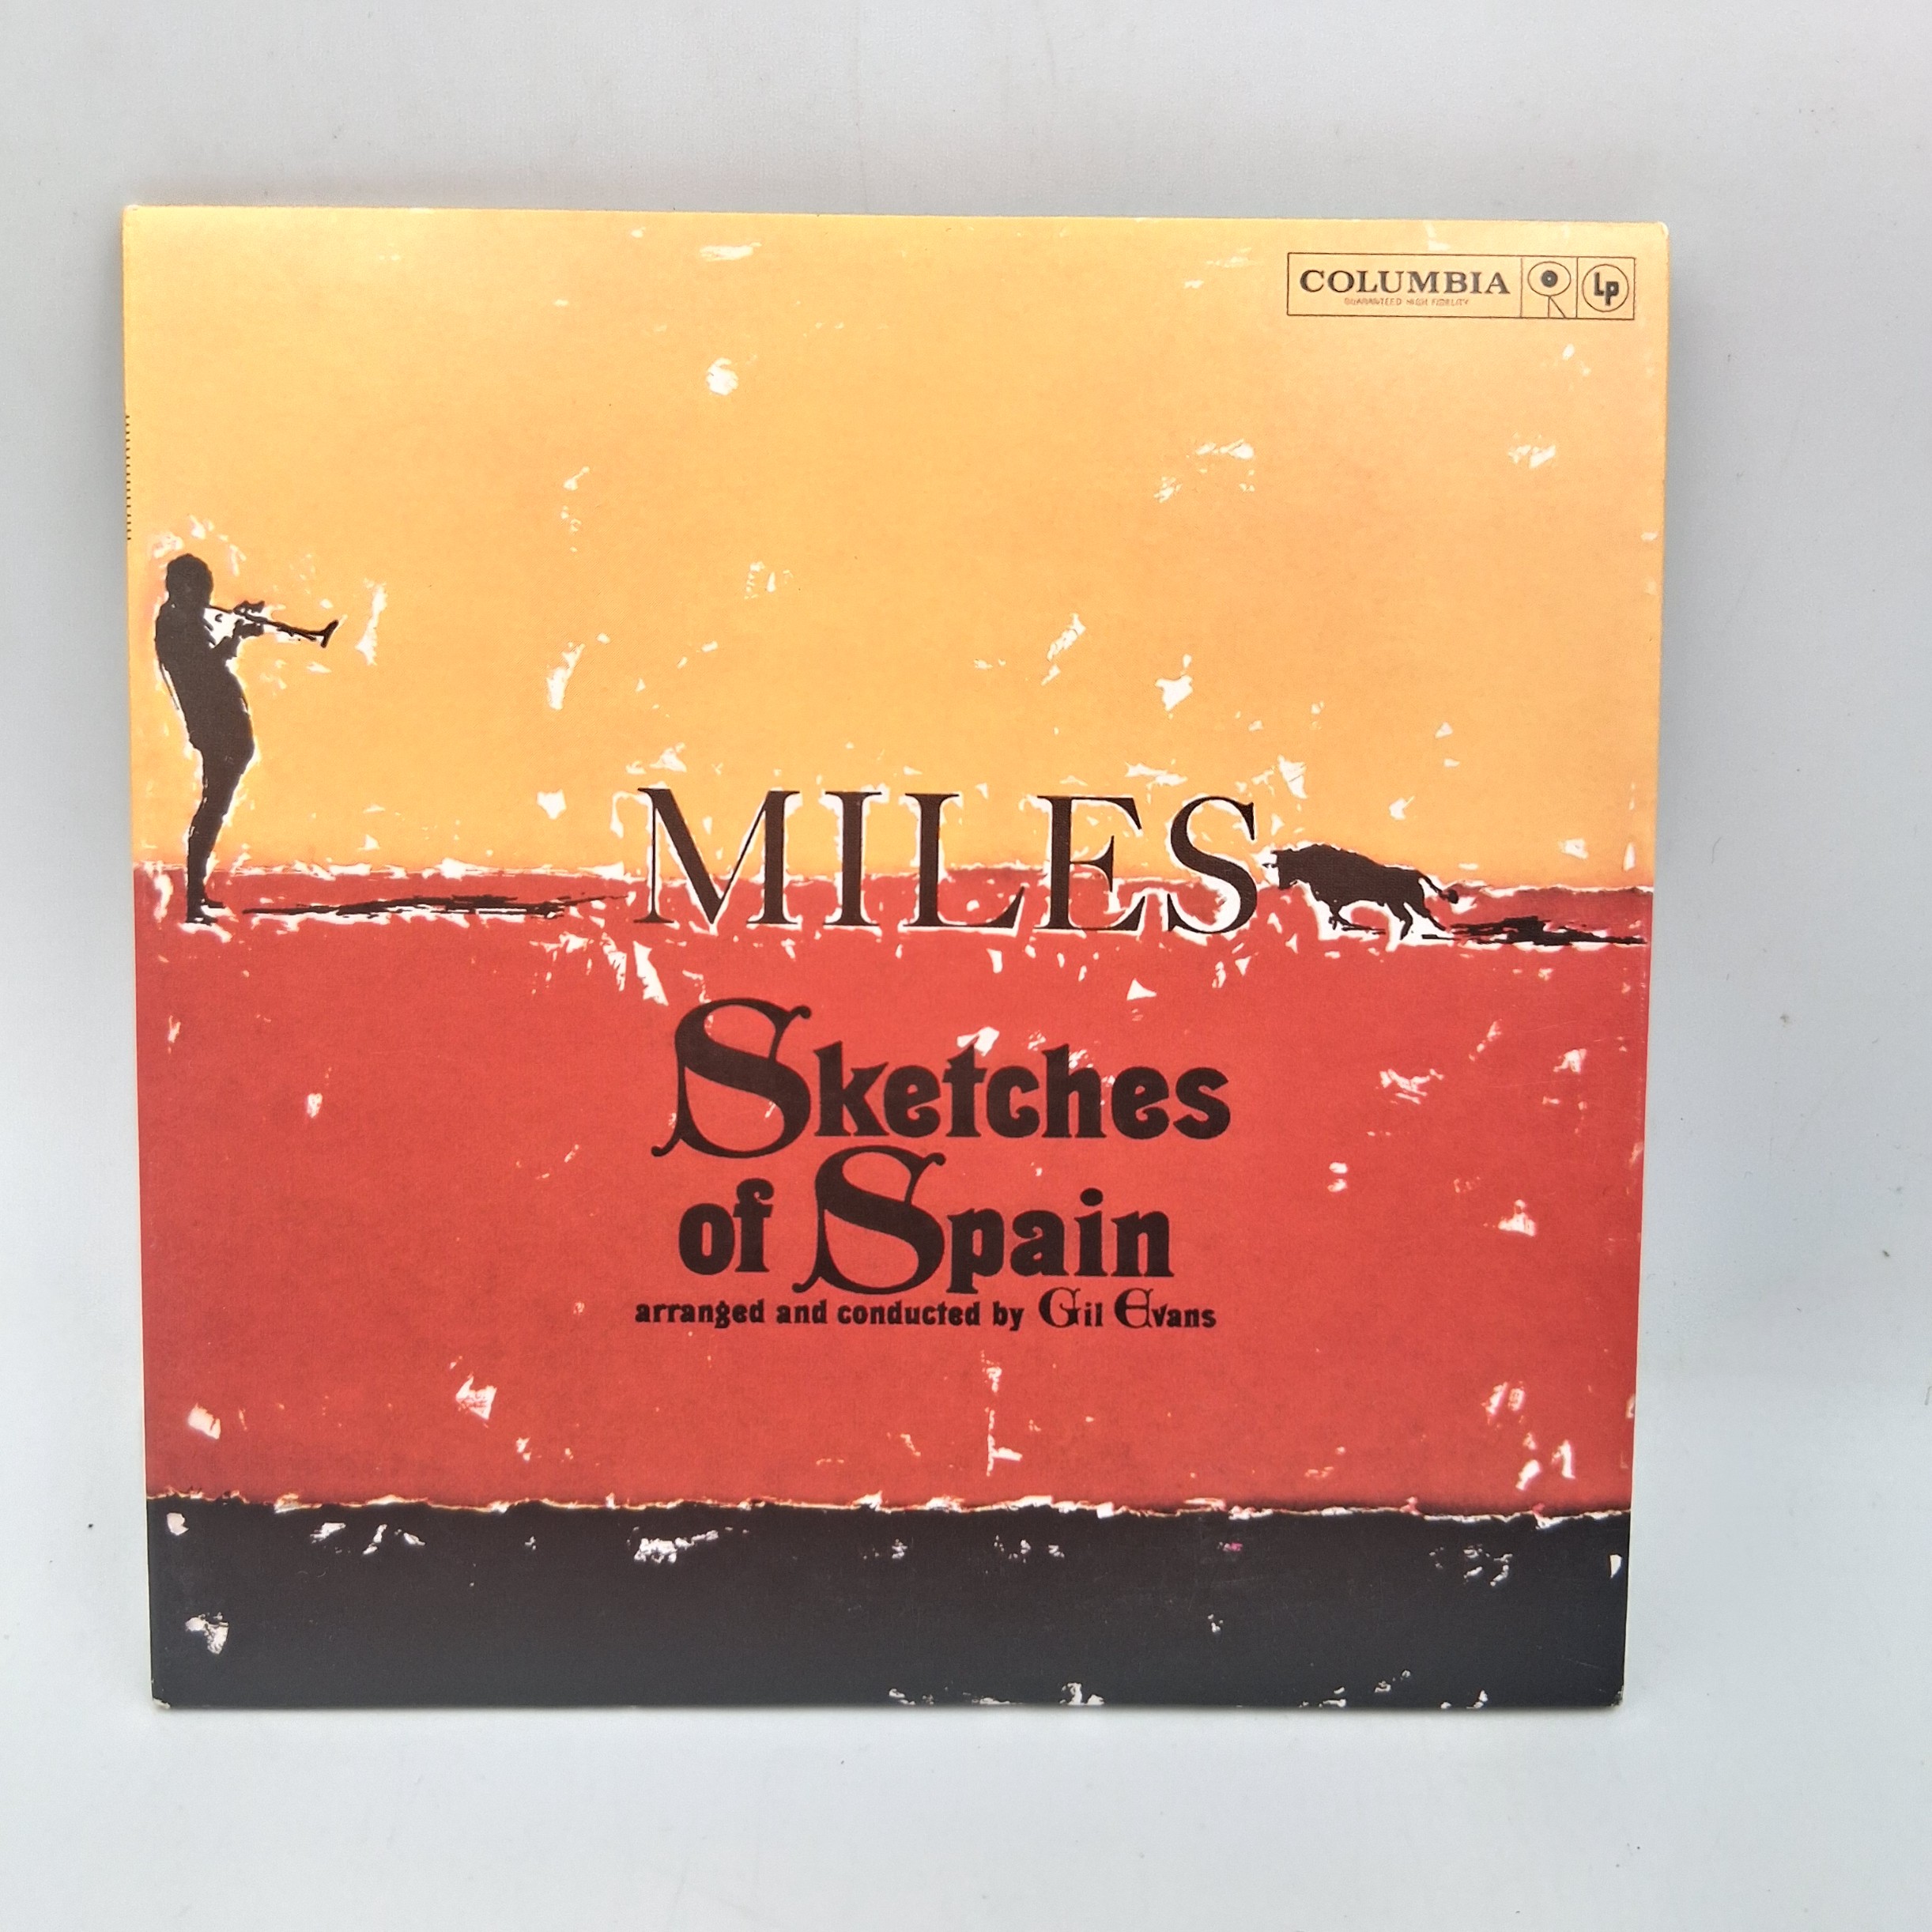 COLUMBIA
GUARANTEED HIGH FIDELITY
Lp
MILES
Sketches
of Spain
arranged and conducted by Gil Evans